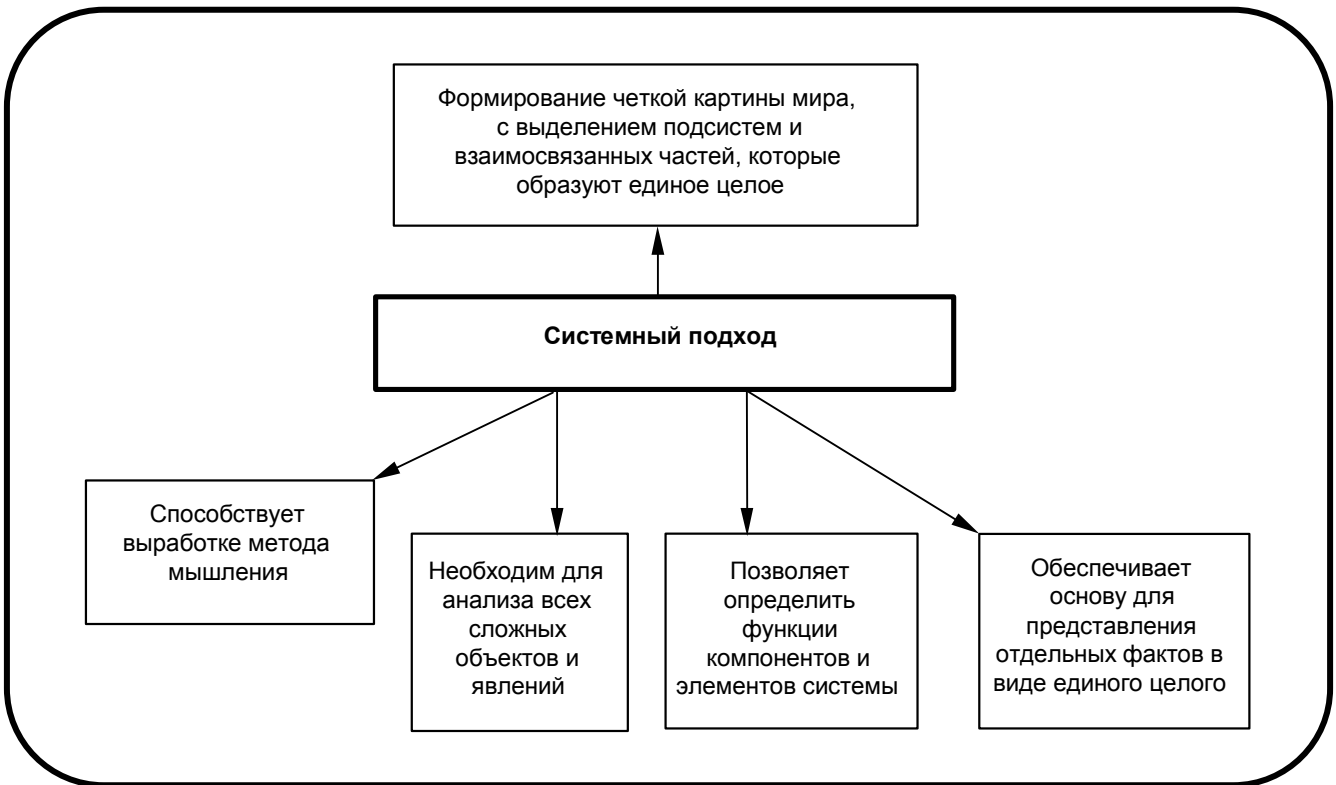 Формирование четкой картины мира,
с выделением подсистем и
взаимосвязанных частей, которые
образуют единое целое
Системный подход
Способствует
выработке метода
мышления
Необходим для
анализа всех
сложных
объектов и
явлений
Позволяет
определить
функции
компонентов и
элементов системы
Обеспечивает
основу для
представления
отдельных фактов в
виде единого целого